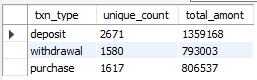 txn_type unique_count total_amont
deposit 2671 1359168
withdrawal 1580 793003
purchase 1617 806537